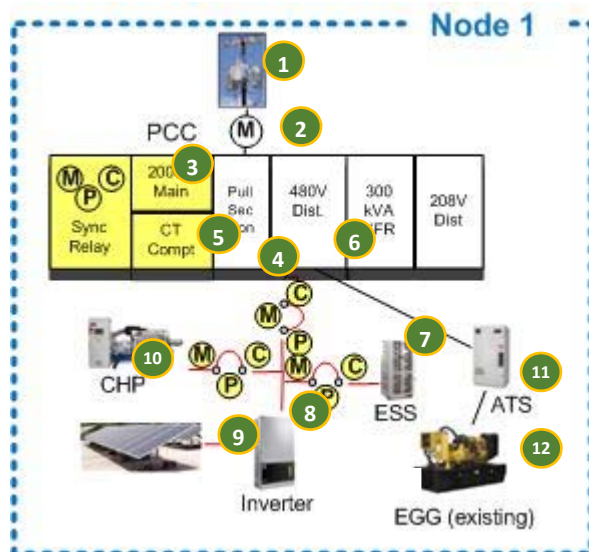 Node 1
1
M
2
PCC
3
M P C
Sync
Relay
Main
CT
Compt
5
Pull
Sec
480V
Dist.
4
300
kVA
6
208V
Dist
C
M
P
7
10
CHP
M P C
M C
8
ESS
11
ATS
9
Inverter
12
EGG (existing)